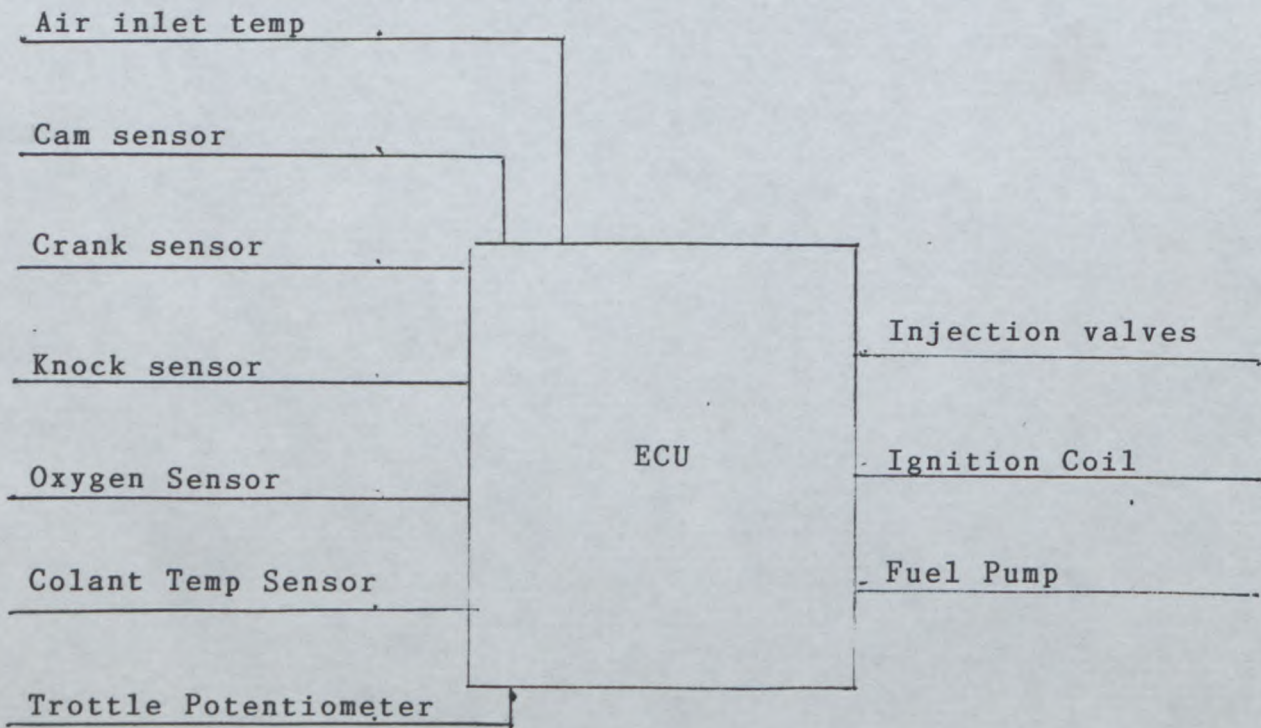 Air inlet temp
Cam sensor
Crank sensor
Knock sensor
Oxygen Sensor
Colant Temp Sensor
Trottle Potentiometer
ECU
Injection valves
Ignition Coil
Fuel Pump